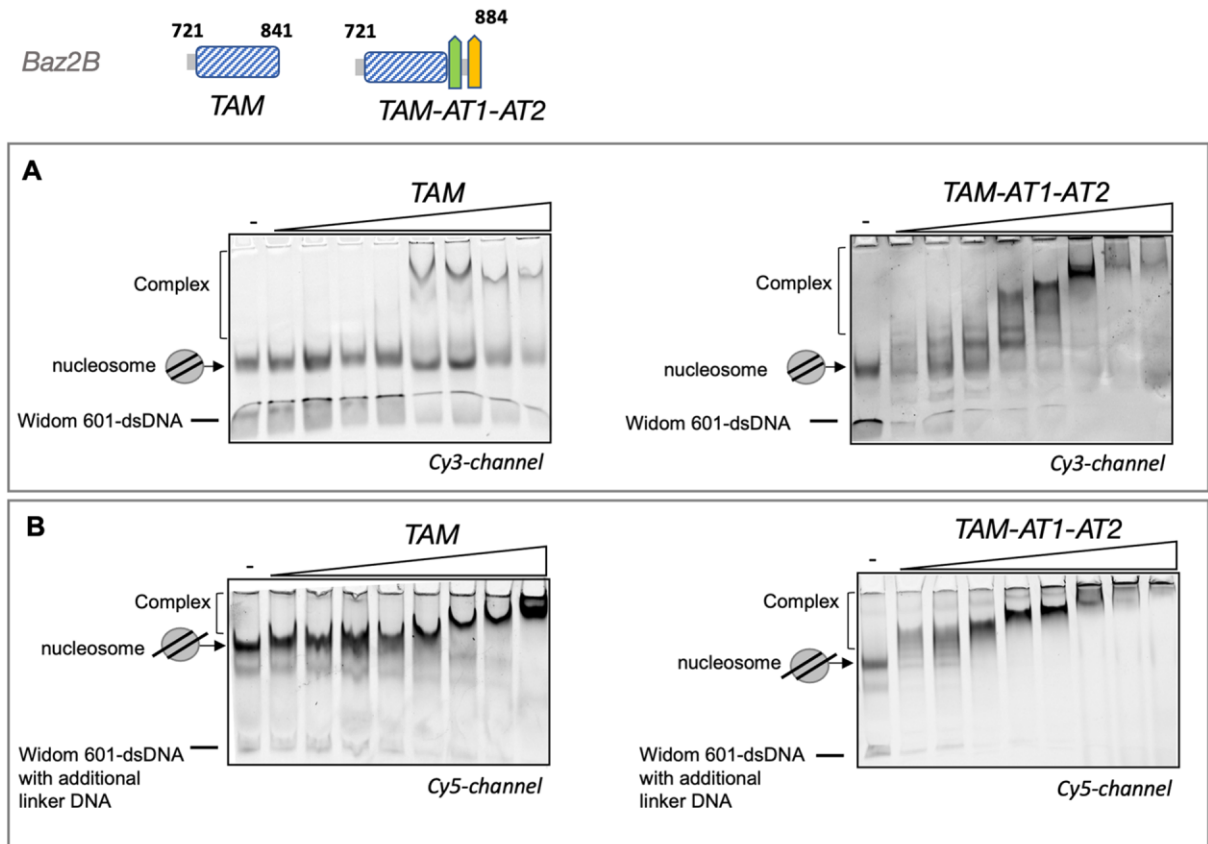 721 841 721 884
Baz2B
TAM TAM-AT1-AT2
A
TAM TAM-AT1-AT2
- -
Complex Complex
nucleosome nucleosome
Widom 601-dsDNA Widom 601-dsDNA
Cy3-channel Cy3-channel
B
TAM TAM-AT1-AT2
- -
Complex Complex
nucleosome nucleosome
Widom 601-dsDNA Widom 601-dsDNA
with additional with additional
linker DNA linker DNA
Cy5-channel Cy5-channel